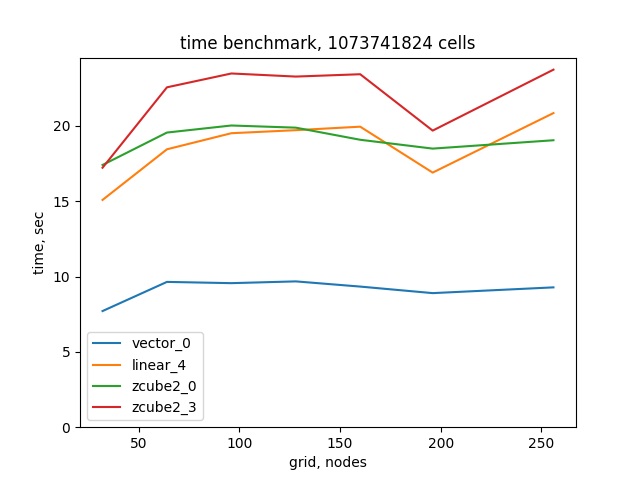 time benchmark, 1073741824 cells
time, sec
20
15
10
5
0
vector_0
linear_4
zcube2_0
zcube2_3
50 100 150 200 250
grid, nodes